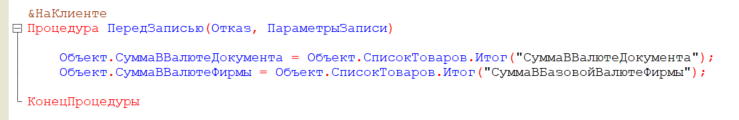 &НаКлиенте
Процедура ПередЗаписью(Отказ, ПараметрыЗаписи)
Объект.СуммаВВалютеДокумента = Объект.СписокТоваров.Итог("СуммаВВалютеДокумента");
Объект.СуммаВВалютеФирмы = Объект.СписокТоваров.Итог("СуммаВБазовойВалютеФирмы");
КонецПроцедуры